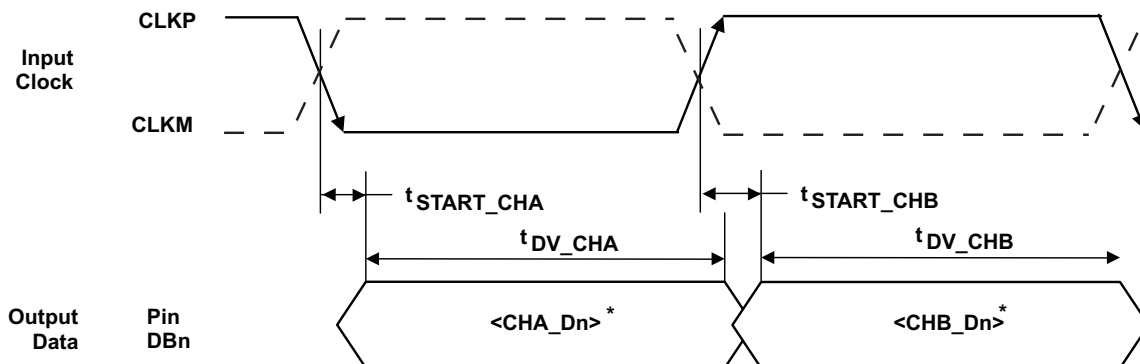 CLKP
Input
Clock
CLKM
t START_CHA
t START_CHB
t DV_CHA
t DV_CHB
Output
Data
Pin
DBn
<CHA_Dn>*
<CHB_Dn>*